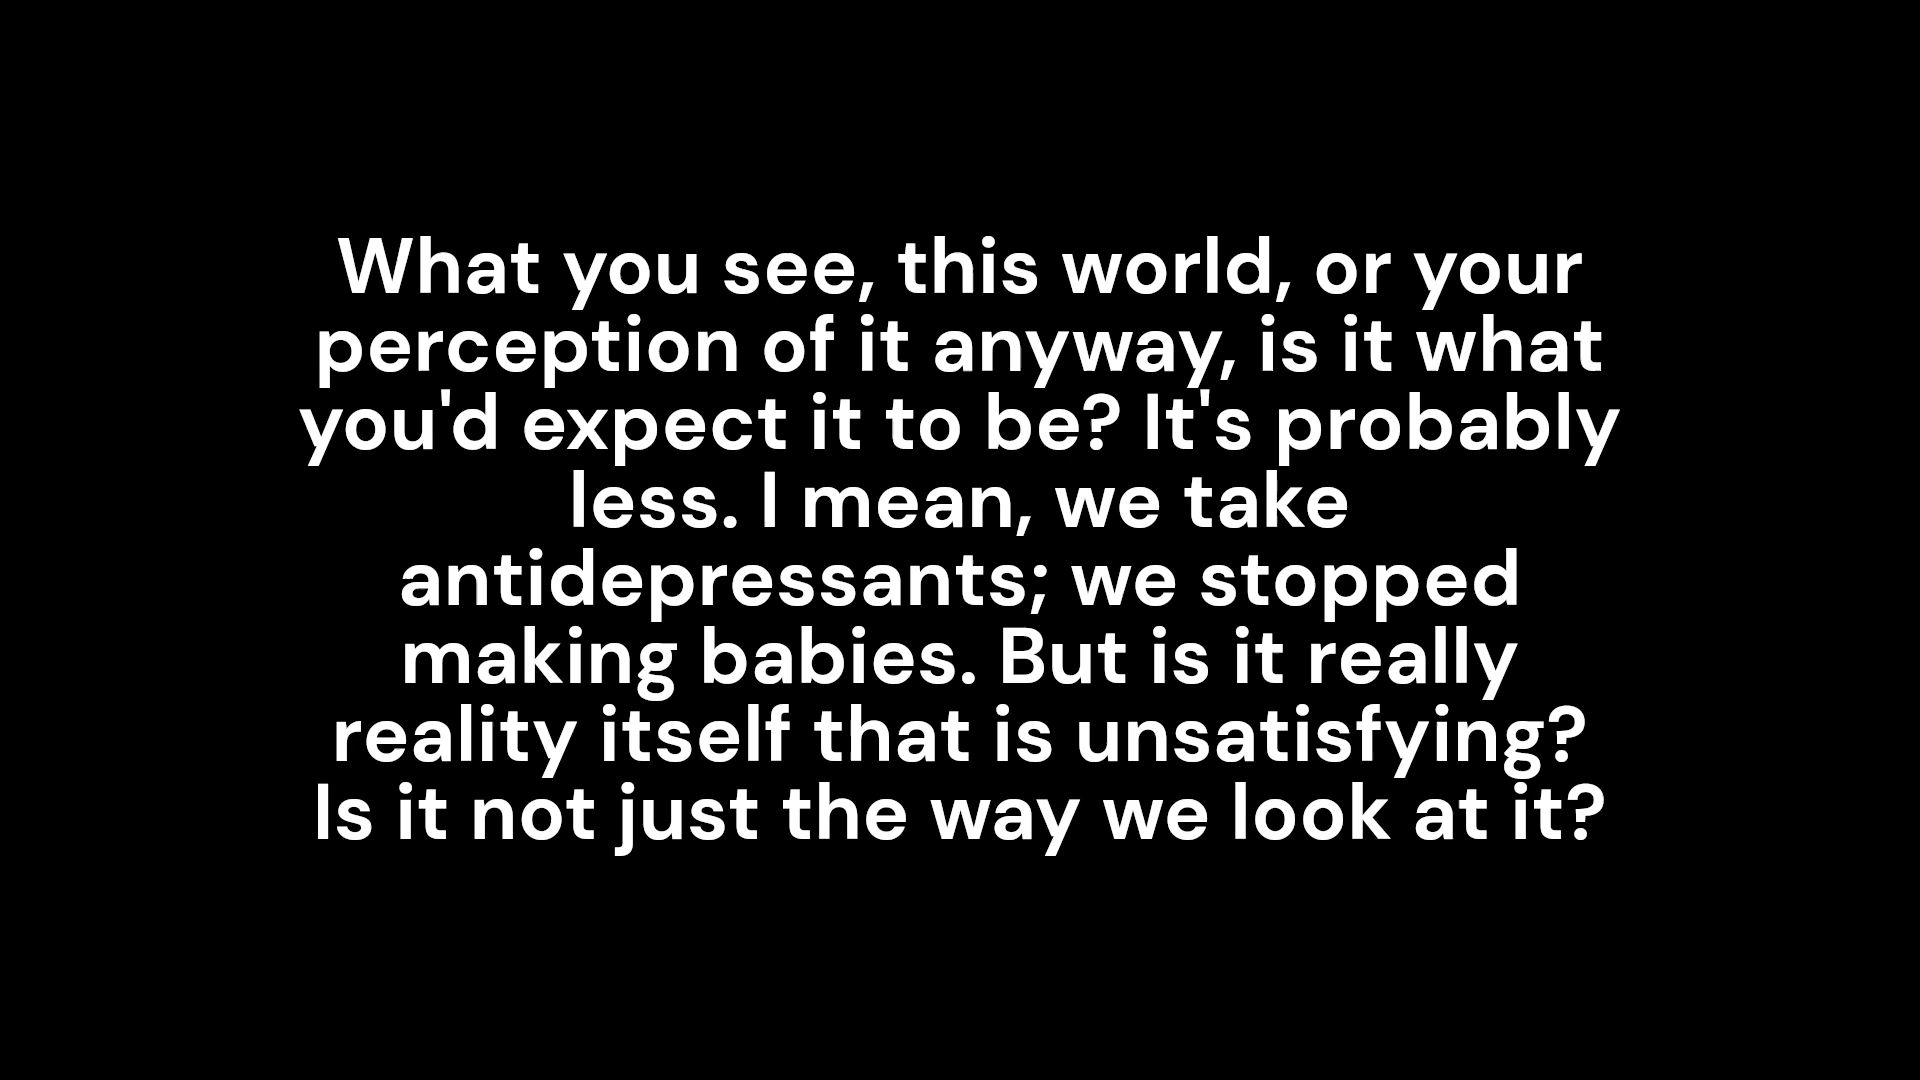 What you see, this world, or your
perception of it anyway, is it what
you'd expect it to be? It's probably
less. I mean, we take
antidepressants; we stopped
making babies. But is it really
reality itself that is unsatisfying?
Is it not just the way we look at it?